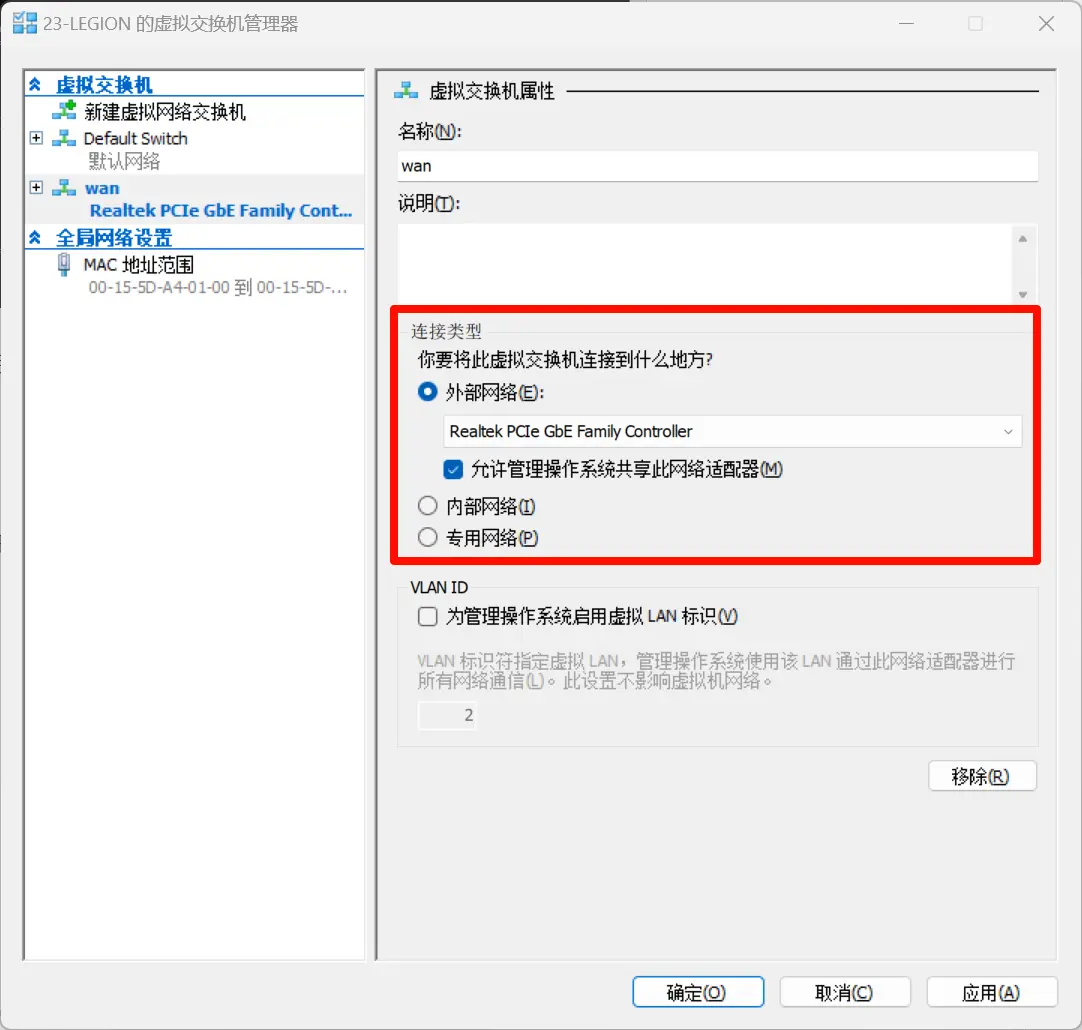 23-LEGION 的虚拟交换机管理器
虚拟交换机
新建虚拟网络交换机
Default Switch
默认网络
wan
Realtek PCIe GbE Family Cont...
全局网络设置
MAC 地址范围
00-15-5D-A4-01-00 到 00-15-5D-...
虚拟交换机属性
名称(N):
wan
说明(T):
连接类型
你要将此虚拟交换机连接到什么地方?
外部网络(E):
Realtek PCIe GbE Family Controller
允许管理操作系统共享此网络适配器(M)
内部网络(I)
专用网络(P)
VLAN ID
为管理操作系统启用虚拟 LAN 标识(V)
VLAN 标识符指定虚拟 LAN，管理操作系统使用该 LAN 通过此网络适配器进行
所有网络通信(L)。此设置不影响虚拟机网络。
2
移除(R)
确定(O)
取消(C)
应用(A)